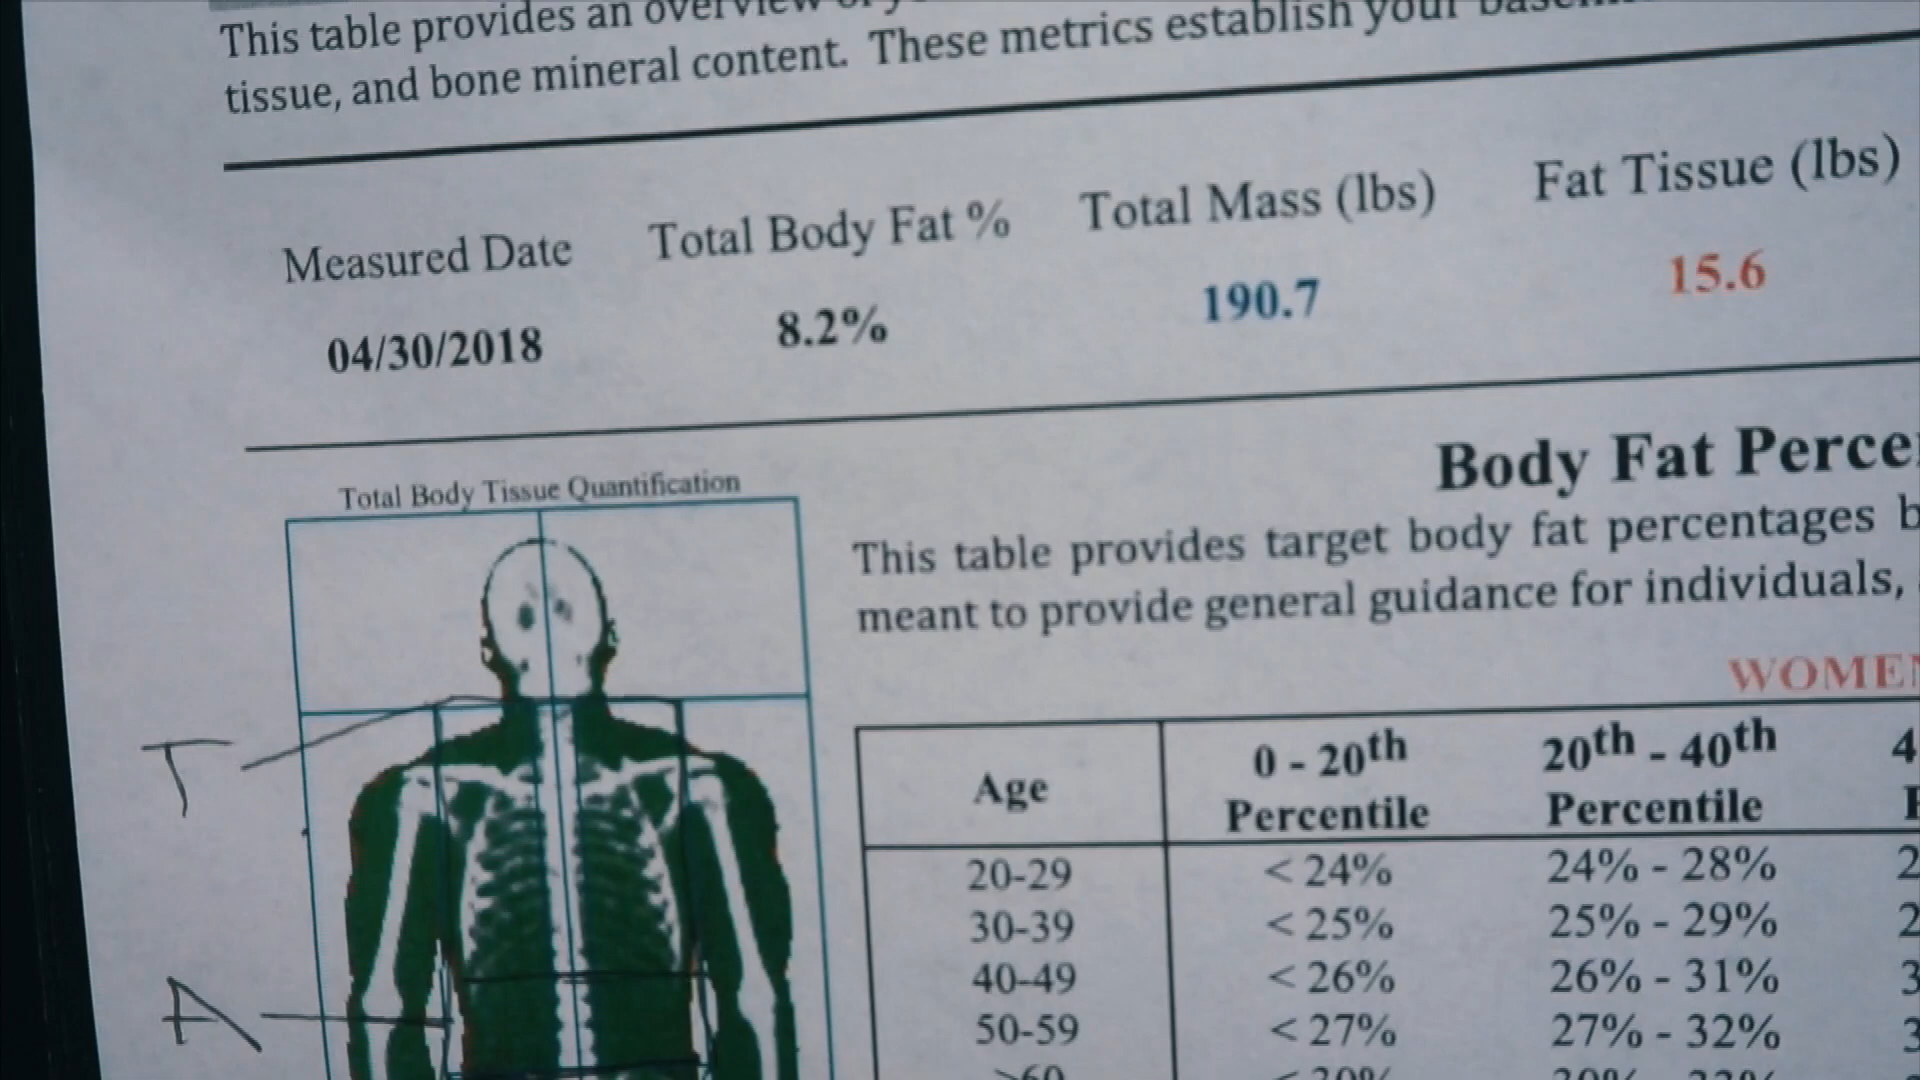 This table provides an overview of
tissue, and bone mineral content. These metrics establish your
Measured Date Total Body Fat % Total Mass (lbs) Fat Tissue (lbs)
04/30/2018 8.2% 190.7 15.6
Total Body Tissue Quantification
Body Fat
This table provides target body fat percentages
meant to provide general guidance for individuals,
T
A
Age 0 - 20th Percentile 20th - 40th Percentile
20-29 < 24% 24% - 28%
30-39 < 25% 25% - 29%
40-49 < 26% 26% - 31%
50-59 < 27% 27% - 32%